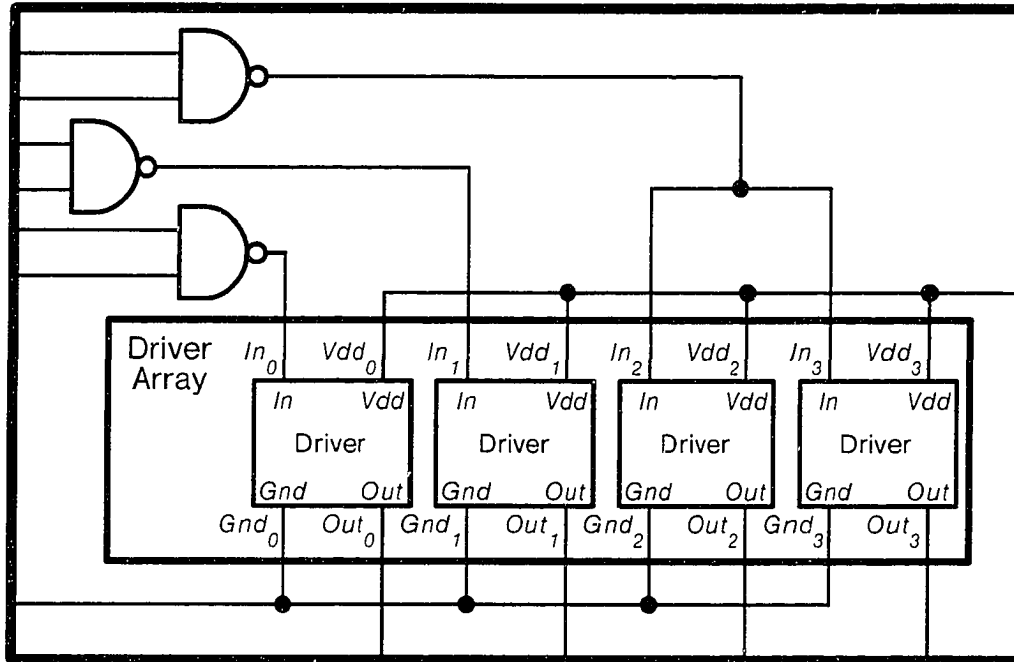 Driver
Array
In0 Vdd0 In1 Vdd1 In2 Vdd2 In3 Vdd3
In Vdd In Vdd In Vdd In Vdd
Driver Driver Driver Driver
Gnd Out Gnd Out Gnd Out Gnd Out
Gnd0 Out0 Gnd1 Out1 Gnd2 Out2 Gnd3 Out3